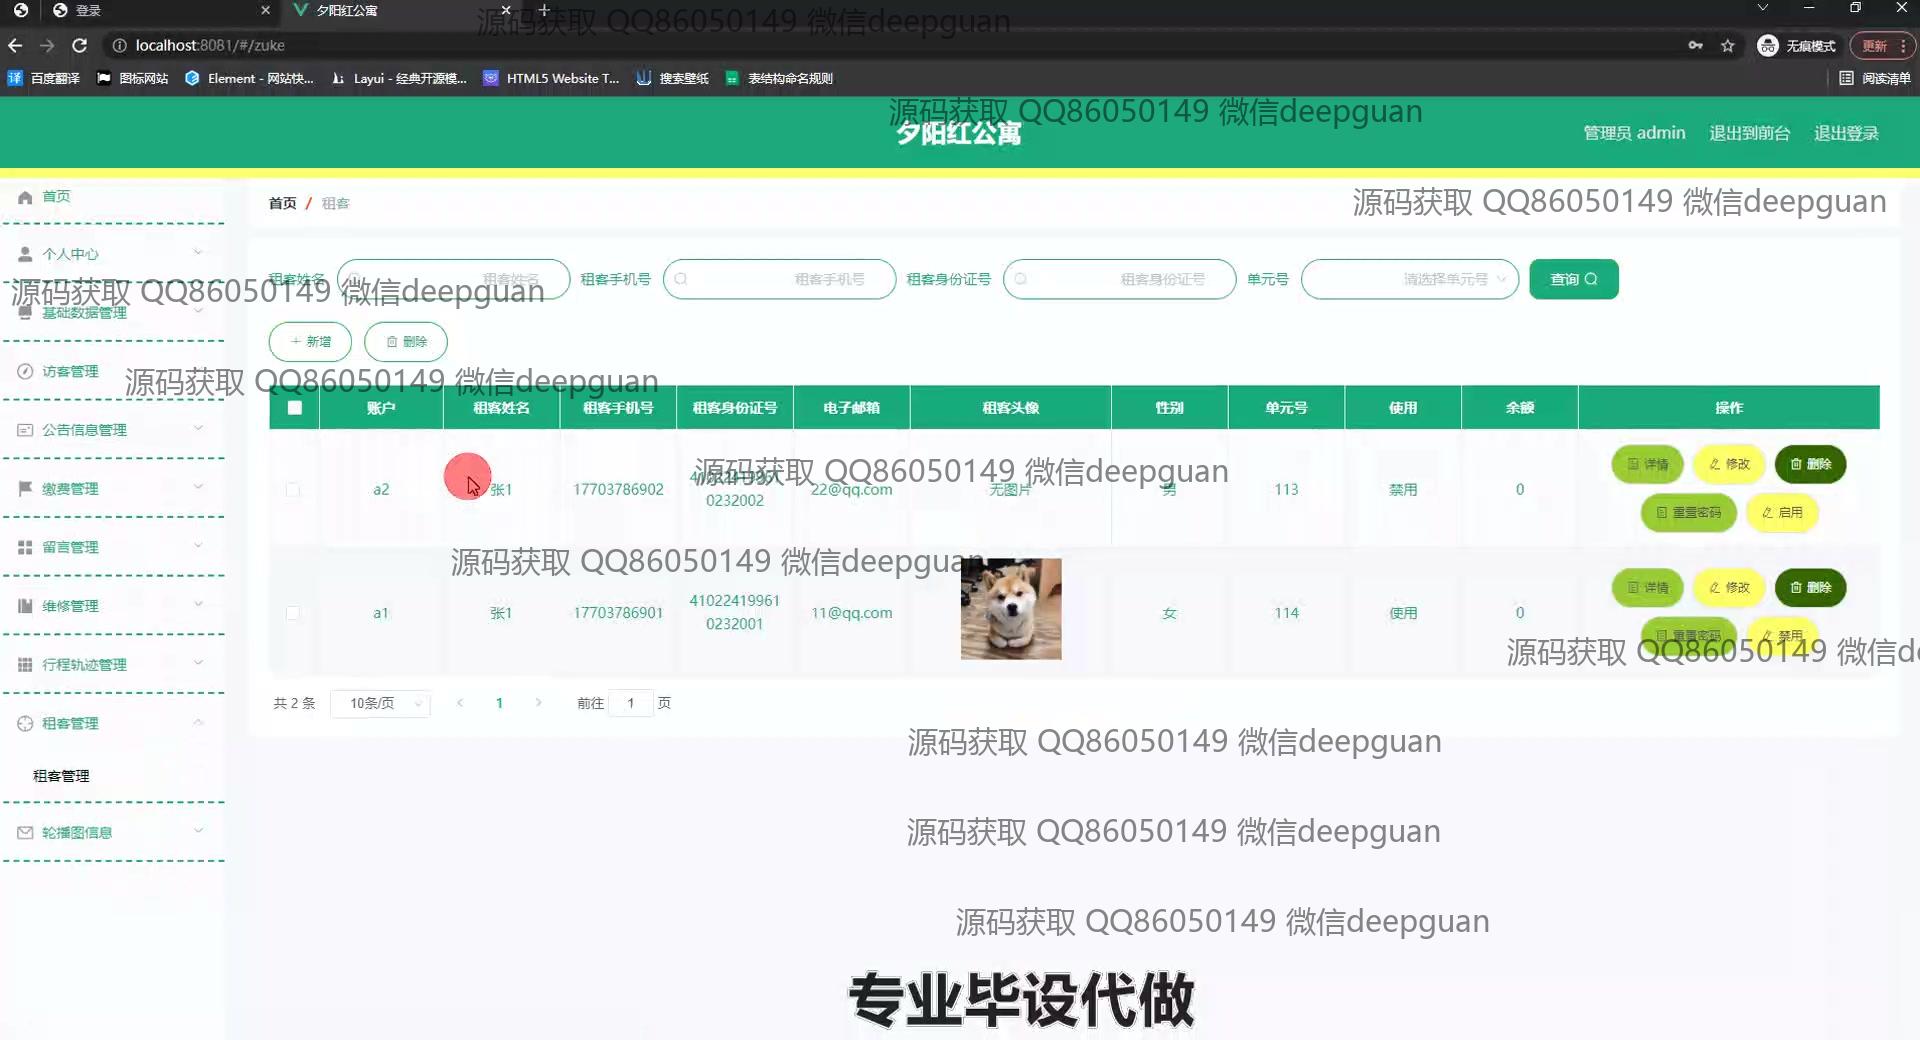 登录
夕阳红公寓
源码获取 QQ86050149 微信deepguan
localhost:8081/#/zuke
无痕模式
更新
百度翻译
图标网站
Element - 网站快...
Layui - 经典开源模...
HTML5 Website T...
搜索壁纸
表结构命名规则
阅读清单
源码获取 QQ86050149 微信deepguan
夕阳红公寓
管理员 admin
退出到前台
退出登录
首页
首页 / 租客
源码获取 QQ86050149 微信deepguan
个人中心
租客姓名
租客姓名
租客手机号
租客手机号
租客身份证号
租客身份证号
单元号
请选择单元号
查询
源码获取 QQ86050149 微信deepguan
基础数据管理
+ 新增
删除
访客管理
源码获取 QQ86050149 微信deepguan
账户 租客姓名 租客手机号 租客身份证号 电子邮箱 租客头像 性别 单元号 使用 余额 操作
公告信息管理
源码获取 QQ86050149 微信deepguan
详情 修改 删除
缴费管理
a2 张1 17703786902 41022419961 22@qq.com 无图片 男 113 禁用 0
0232002
重置密码 启用
留言管理
源码获取 QQ86050149 微信deepguan
详情 修改 删除
维修管理
a1 张1 17703786901 41022419961 11@qq.com 女 114 使用 0
0232001
重置密码 禁用
源码获取 QQ86050149 微信de
行程轨迹管理
共 2 条
10条/页
< 1 >
前往 1 页
租客管理
源码获取 QQ86050149 微信deepguan
租客管理
轮播图信息
源码获取 QQ86050149 微信deepguan
源码获取 QQ86050149 微信deepguan
专业毕设代做